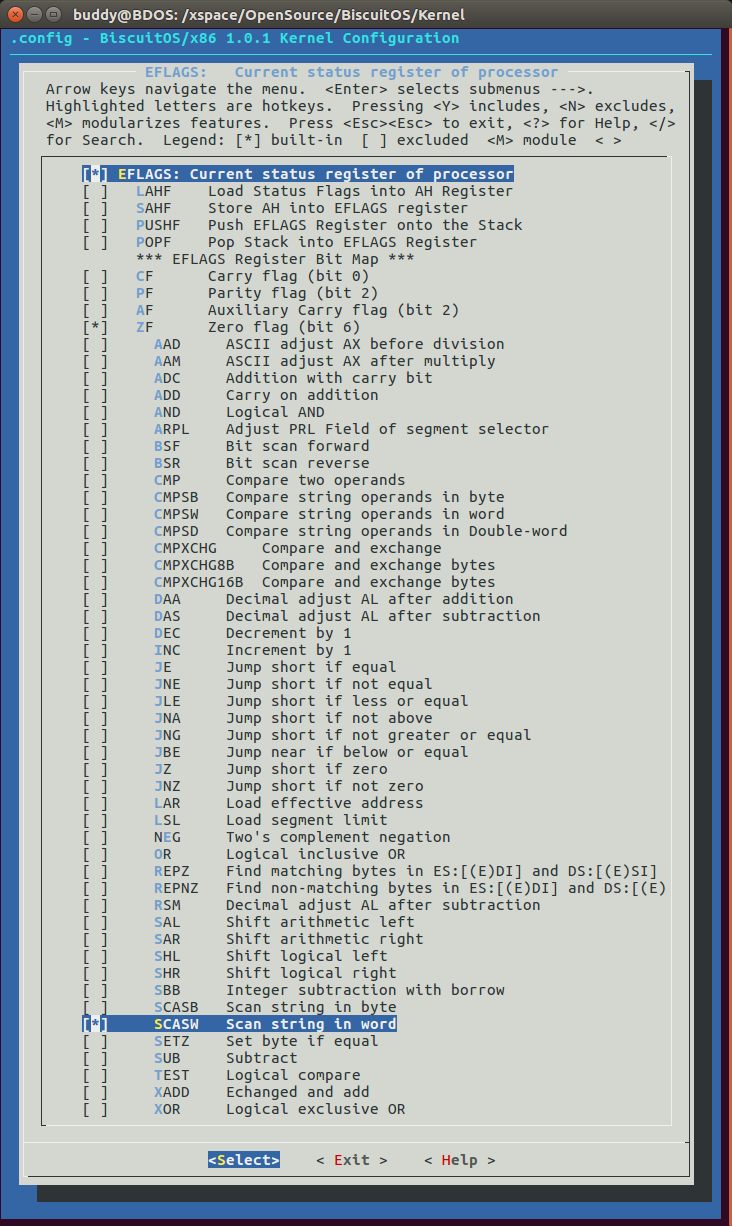 buddy@BDOS: /xspace/OpenSource/BiscuitOS/Kernel
.config - BiscuitOS/x86 1.0.1 Kernel Configuration
EFLAGS:   Current status register of processor
Arrow keys navigate the menu.  <Enter> selects submenus --->.
Highlighted letters are hotkeys.  Pressing <Y> includes, <N> excludes,
<M> modularizes features.  Press <Esc><Esc> to exit, <?> for Help, </>
for Search.  Legend: [*] built-in  [ ] excluded  <M> module  < >
[*] EFLAGS: Current status register of processor
[ ]   LAHF    Load Status Flags into AH Register
[ ]   SAHF    Store AH into EFLAGS register
[ ]   PUSHF   Push EFLAGS Register onto the Stack
[ ]   POPF    Pop Stack into EFLAGS Register
*** EFLAGS Register Bit Map ***
[ ]   CF      Carry flag (bit 0)
[ ]   PF      Parity flag (bit 2)
[ ]   AF      Auxiliary Carry flag (bit 2)
[*]   ZF      Zero flag (bit 6)
[ ]     AAD     ASCII adjust AX before division
[ ]     AAM     ASCII adjust AX after multiply
[ ]     ADC     Addition with carry bit
[ ]     ADD     Carry on addition
[ ]     AND     Logical AND
[ ]     ARPL    Adjust PRL Field of segment selector
[ ]     BSF     Bit scan forward
[ ]     BSR     Bit scan reverse
[ ]     CMP     Compare two operands
[ ]     CMPSB   Compare string operands in byte
[ ]     CMPSW   Compare string operands in word
[ ]     CMPSD   Compare string operands in Double-word
[ ]     CMPXCHG     Compare and exchange
[ ]     CMPXCHG8B   Compare and exchange bytes
[ ]     CMPXCHG16B  Compare and exchange bytes
[ ]     DAA     Decimal adjust AL after addition
[ ]     DAS     Decimal adjust AL after subtraction
[ ]     DEC     Decrement by 1
[ ]     INC     Increment by 1
[ ]     JE      Jump short if equal
[ ]     JNE     Jump short if not equal
[ ]     JLE     Jump short if less or equal
[ ]     JNA     Jump short if not above
[ ]     JNG     Jump short if not greater or equal
[ ]     JBE     Jump near if below or equal
[ ]     JZ      Jump short if zero
[ ]     JNZ     Jump short if not zero
[ ]     LAR     Load effective address
[ ]     LSL     Load segment limit
[ ]     NEG     Two's complement negation
[ ]     OR      Logical inclusive OR
[ ]     REPZ    Find matching bytes in ES:[(E)DI] and DS:[(E)SI]
[ ]     REPNZ   Find non-matching bytes in ES:[(E)DI] and DS:[(E)
[ ]     RSM     Decimal adjust AL after subtraction
[ ]     SAL     Shift arithmetic left
[ ]     SAR     Shift arithmetic right
[ ]     SHL     Shift logical left
[ ]     SHR     Shift logical right
[ ]     SBB     Integer subtraction with borrow
[ ]     SCASB   Scan string in byte
[*]     SCASW   Scan string in word
[ ]     SETZ    Set byte if equal
[ ]     SUB     Subtract
[ ]     TEST    Logical compare
[ ]     XADD    Echanged and add
[ ]     XOR     Logical exclusive OR
<Select>    < Exit >    < Help >